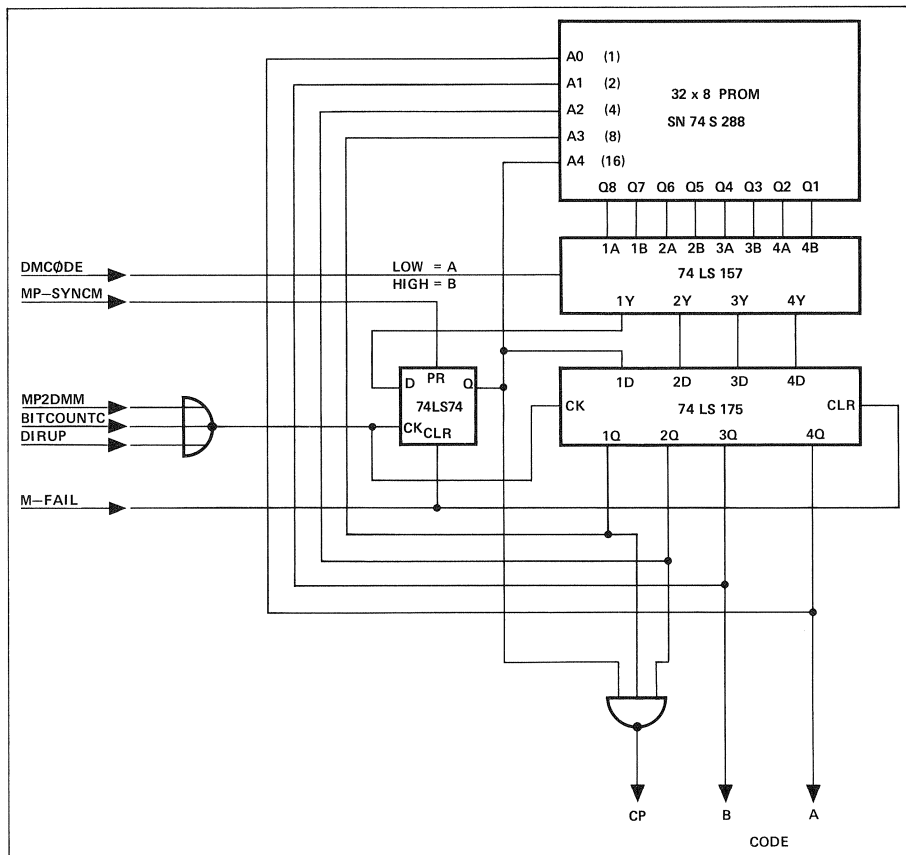 A0 (1)
A1 (2)
A2 (4)
A3 (8)
A4 (16)
32 x 8 PROM
SN 74 S 288
Q8 Q7 Q6 Q5 Q4 Q3 Q2 Q1
1A 1B 2A 2B 3A 3B 4A 4B
74 LS 157
1Y 2Y 3Y 4Y
DMCØDE
LOW = A
HIGH = B
MP–SYNCM
D PR Q
74LS74
CK CLR
1D 2D 3D 4D
CK 74 LS 175 CLR
1Q 2Q 3Q 4Q
MP2DMM
BITCOUNTC
DIRUP
M–FAIL
CP B A
CODE